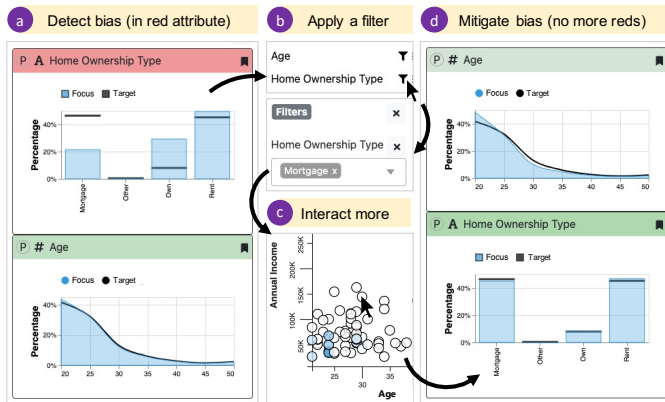 a Detect bias (in red attribute)
P A Home Ownership Type
Focus Target
Percentage
40%
20%
0%
Mortgage
Other
Own
Rent
P # Age
Focus Target
Percentage
40%
20%
0%
20 25 30 35 40 45 50
b Apply a filter
Age
Home Ownership Type
Filters ×
Home Ownership Type ×
Mortgage x
c Interact more
Annual Income
250K
200K
150K
100K
50K
25 30 35
Age
d Mitigate bias (no more reds)
P # Age
Focus Target
Percentage
40%
20%
0%
20 25 30 35 40 45 50
P A Home Ownership Type
Focus Target
Percentage
40%
20%
0%
Mortgage
Other
Own
Rent